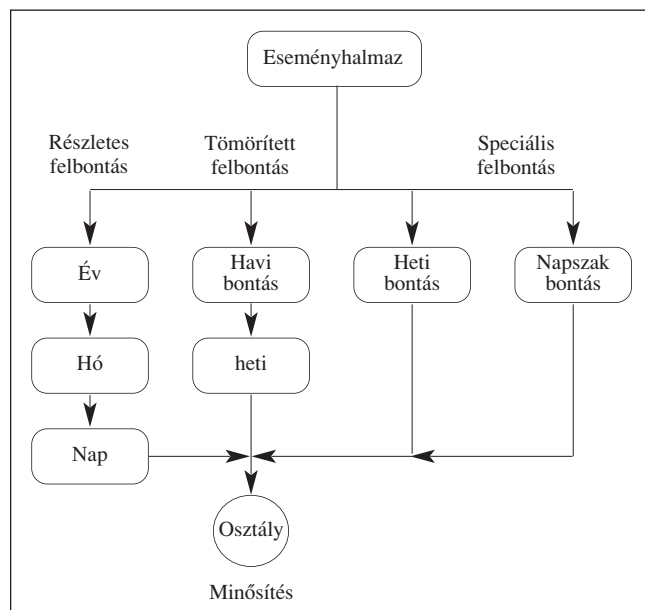 Eseményhalmaz
Részletes
felbontás
Tömörített
felbontás
Speciális
felbontás
Év
Havi
bontás
Heti
bontás
Napszak
bontás
Hó
heti
Nap
Osztály
Minősítés